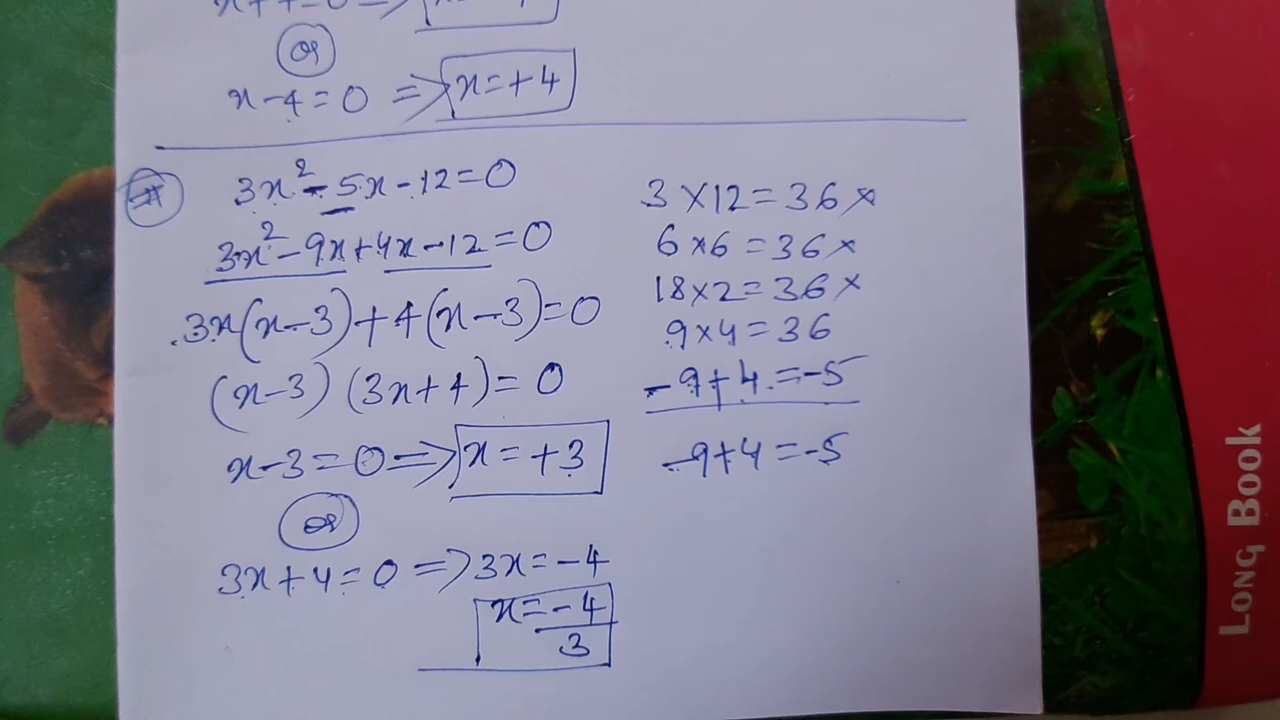 or
x-4=0 => x=+4
3x²-5x-12=0
3x²-9x+4x-12=0
3x(x-3)+4(x-3)=0
(x-3) (3x+4)=0
x-3=0=> x=+3
or
3x+4=0 => 3x=-4
x=-4/3
3×12=36×
6×6=36×
18×2=36×
9×4=36
-9+4=-5
-9+4=-5
LONG BOOK